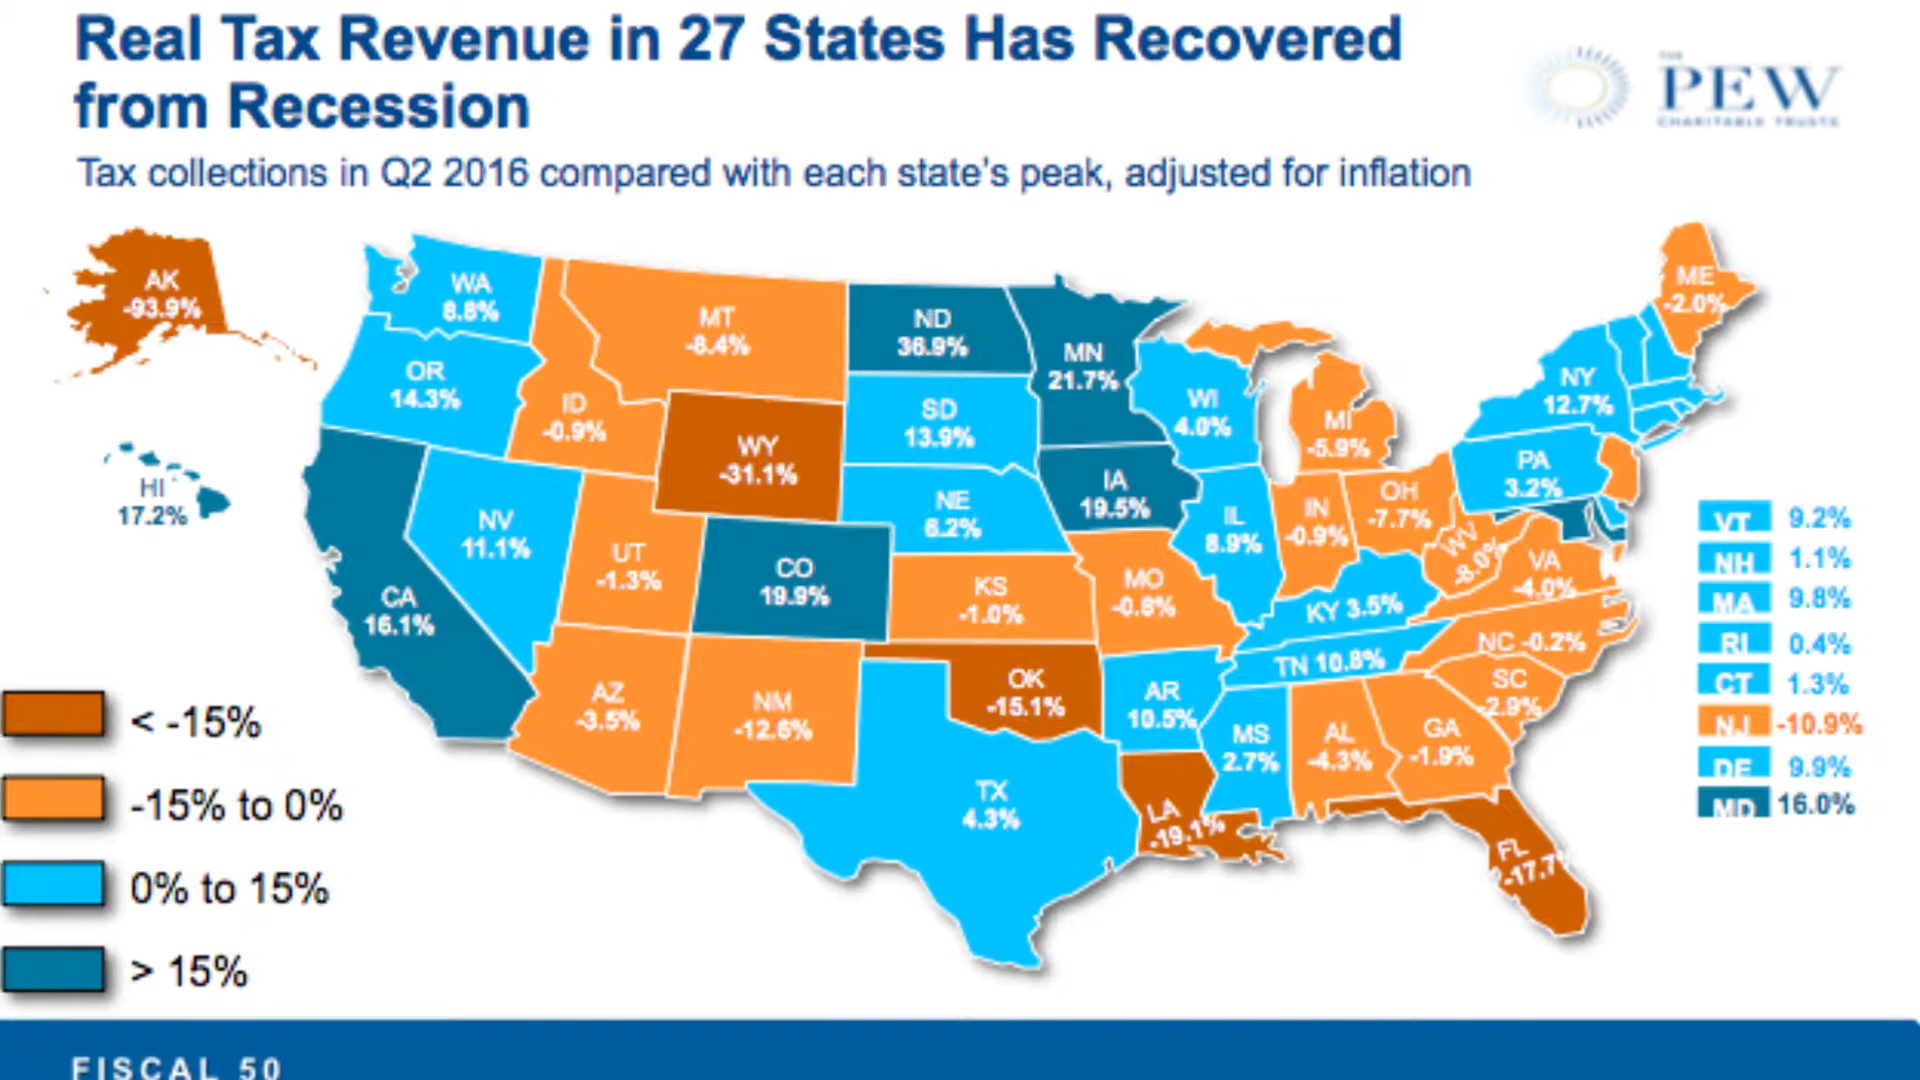 Real Tax Revenue in 27 States Has Recovered
from Recession
THE
PEW
CHARITABLE TRUSTS
Tax collections in Q2 2016 compared with each state's peak, adjusted for inflation
AK
-93.9%
HI
17.2%
WA
8.8%
OR
14.3%
CA
16.1%
NV
11.1%
ID
-0.9%
MT
-8.4%
WY
-31.1%
UT
-1.3%
CO
19.9%
AZ
-3.5%
NM
-12.6%
ND
36.9%
SD
13.9%
NE
6.2%
KS
-1.0%
OK
-15.1%
TX
4.3%
MN
21.7%
IA
19.5%
MO
-0.8%
AR
10.5%
LA
-19.1%
WI
4.0%
IL
8.9%
MI
-5.9%
IN
-0.9%
OH
-7.7%
KY 3.5%
TN 10.8%
MS
2.7%
AL
-4.3%
GA
-1.9%
FL
-17.7
SC
-2.9%
NC -0.2%
VA
-4.0%
WV
-8.0%
PA
3.2%
NY
12.7%
ME
-2.0%
VT 9.2%
NH 1.1%
MA 9.8%
RI 0.4%
CT 1.3%
NJ -10.9%
DE 9.9%
MD 16.0%
< -15%
-15% to 0%
0% to 15%
> 15%
FISCAL 50